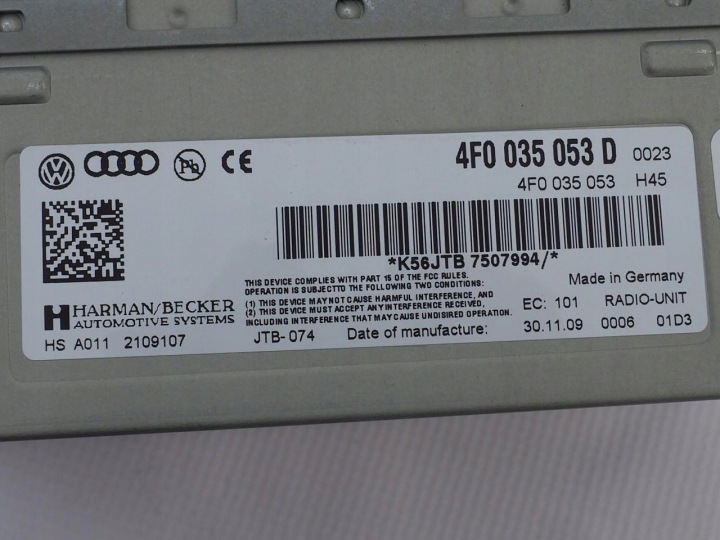 4F0 035 053 D 0023
4F0 035 053 H45
*K56JTB 7507994/*
THIS DEVICE COMPLIES WITH PART 15 OF THE FCC RULES.
OPERATION IS SUBJECTTO THE FOLLOWING TWO CONDITIONS:
(1) THIS DEVICE MAY NOT CAUSE HARMFUL INTERFERENCE, AND
(2) THIS DEVICE MUST ACCEPT ANY INTERFERENCE RECEIVED,
INCLUDING INTERFERENCE THAT MAY CAUSE UNDISIRED OPERATION.
Made in Germany
HARMAN/BECKER
AUTOMOTIVE SYSTEMS
EC: 101 RADIO-UNIT
HS A011 2109107 JTB-074 Date of manufacture: 30.11.09 0006 01D3
Pb
CE